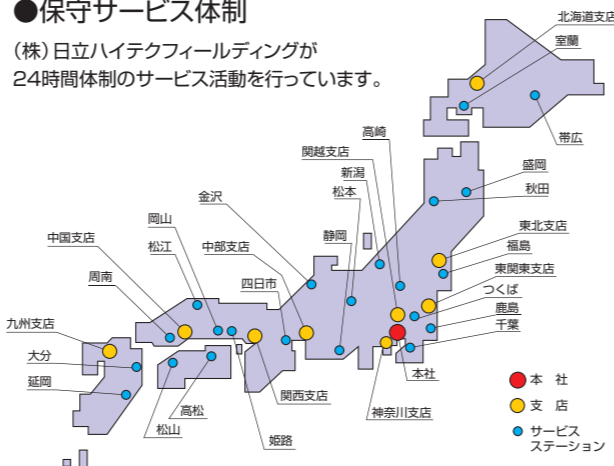 ●保守サービス体制
(株)日立ハイテクフィールディングが
24時間体制のサービス活動を行っています。
北海道支店
室蘭
帯広
高崎
関越支店
新潟
松本
盛岡
秋田
金沢
静岡
東北支店
福島
岡山
中部支店
中国支店
松江
四日市
東関東支店
つくば
周南
鹿島
千葉
九州支店
大分
延岡
本社
関西支店
神奈川支店
高松
松山
姫路
本 社
支 店
サービス
ステーション